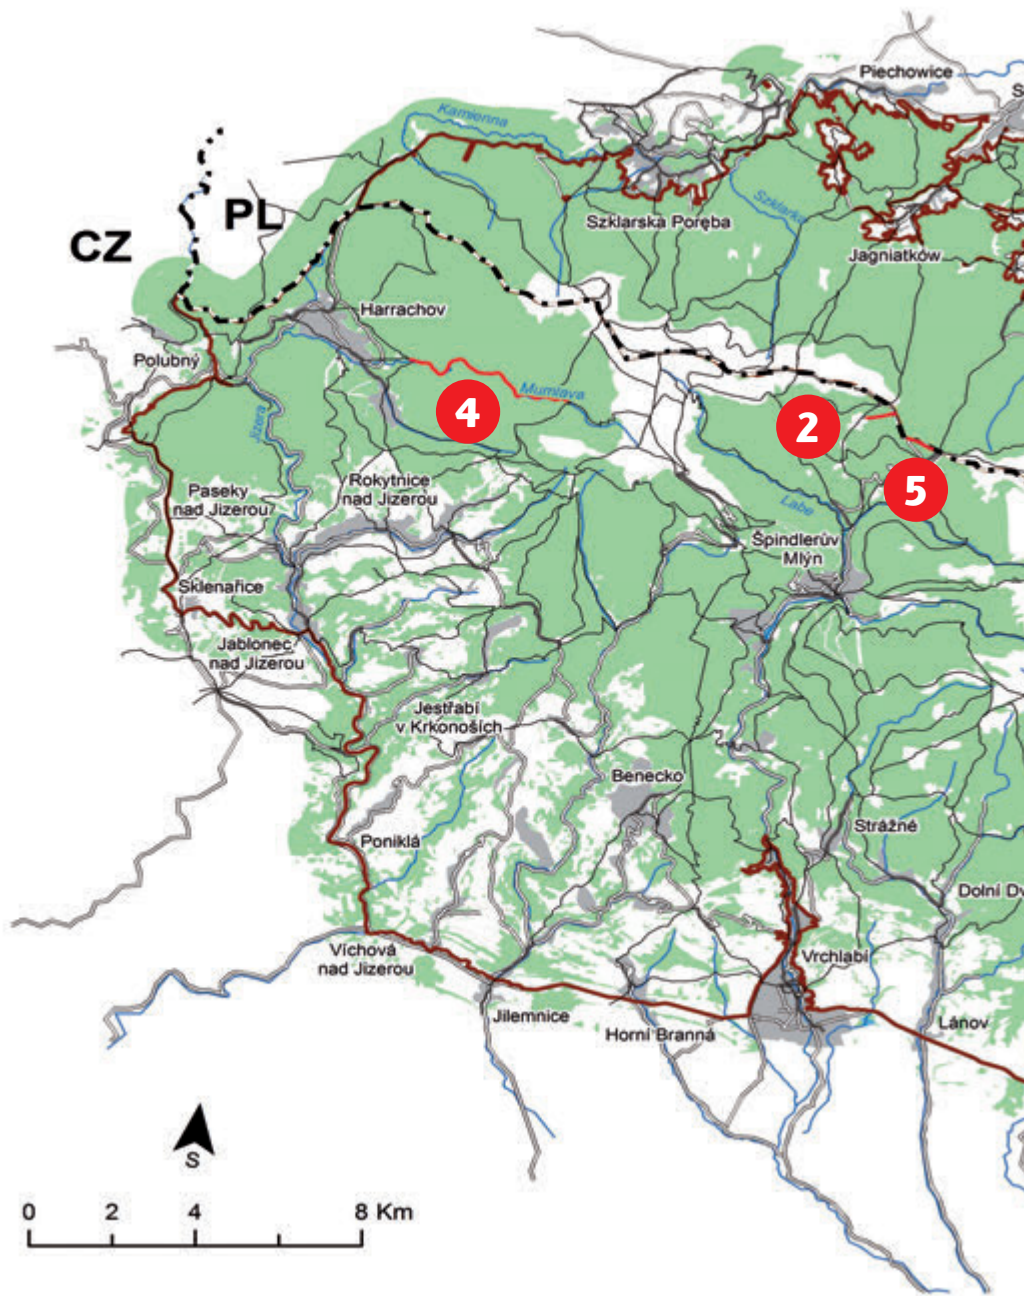 Piechowice
Kamienna
PL
CZ
Szklarka
Szklarska Poręba
Jagniatków
Harrachov
Polubný
Mumlava
4
2
Jizera
5
Paseky
nad Jizerou
Rokytnice
nad Jizerou
Labe
Špindlerův
Mlýn
Sklenařice
Jablonec
nad Jizerou
Jestřabí
v Krkonoších
Benecko
Strážné
Poniklá
Dolní Dv
Víchová
nad Jizerou
Vrchlabí
Jilemnice
Horní Branná
Lánov
S
0 2 4 8 Km